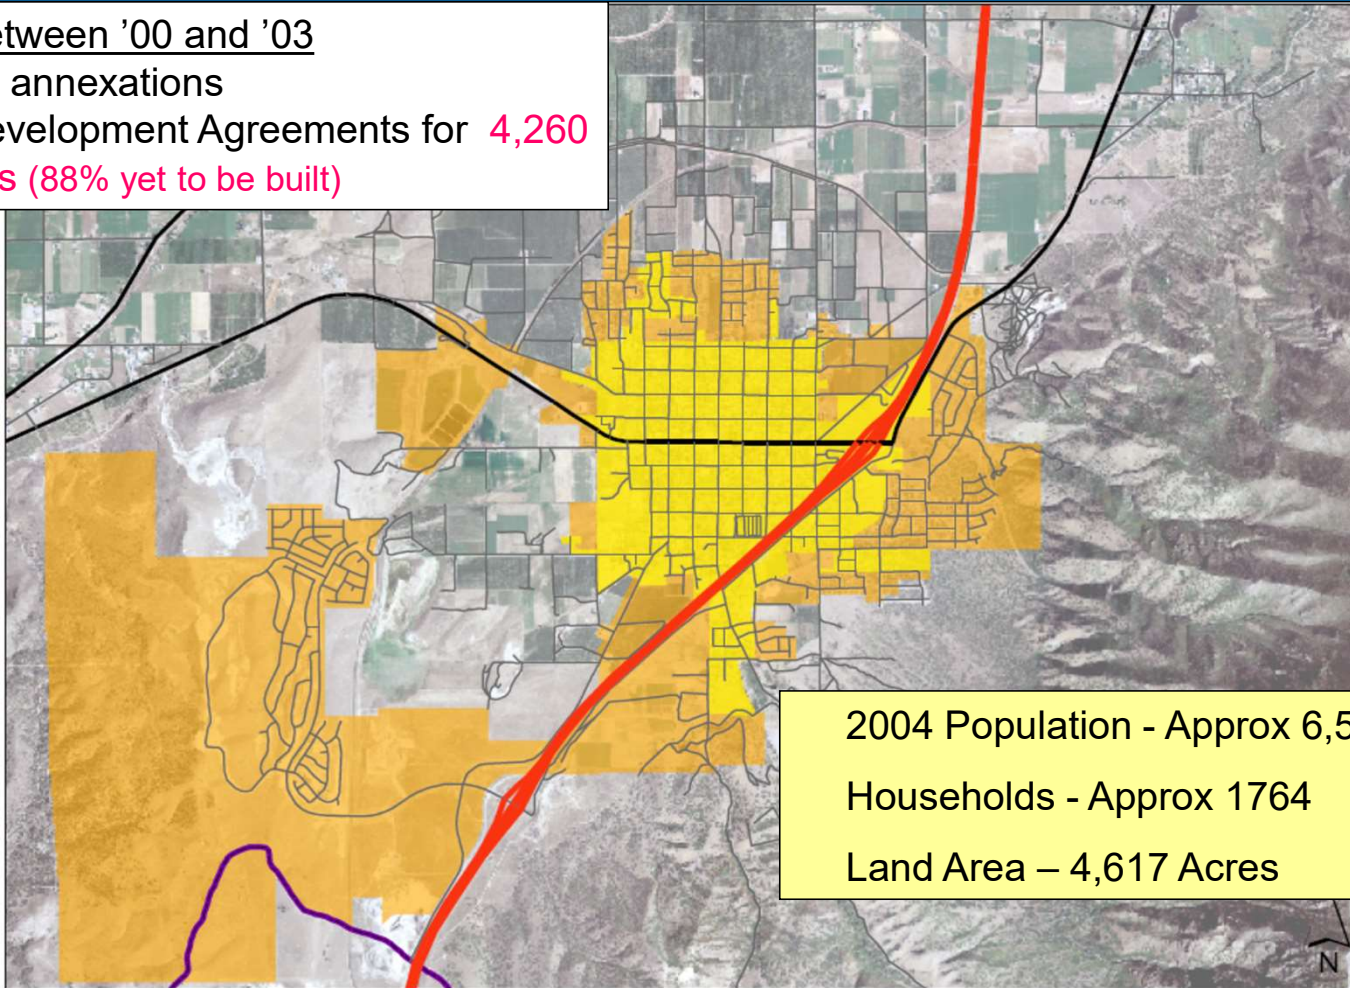 etween ’00 and ’03
annexations
evelopment Agreements for 4,260
s (88% yet to be built)
2004 Population - Approx 6,5
Households - Approx 1764
Land Area – 4,617 Acres
N